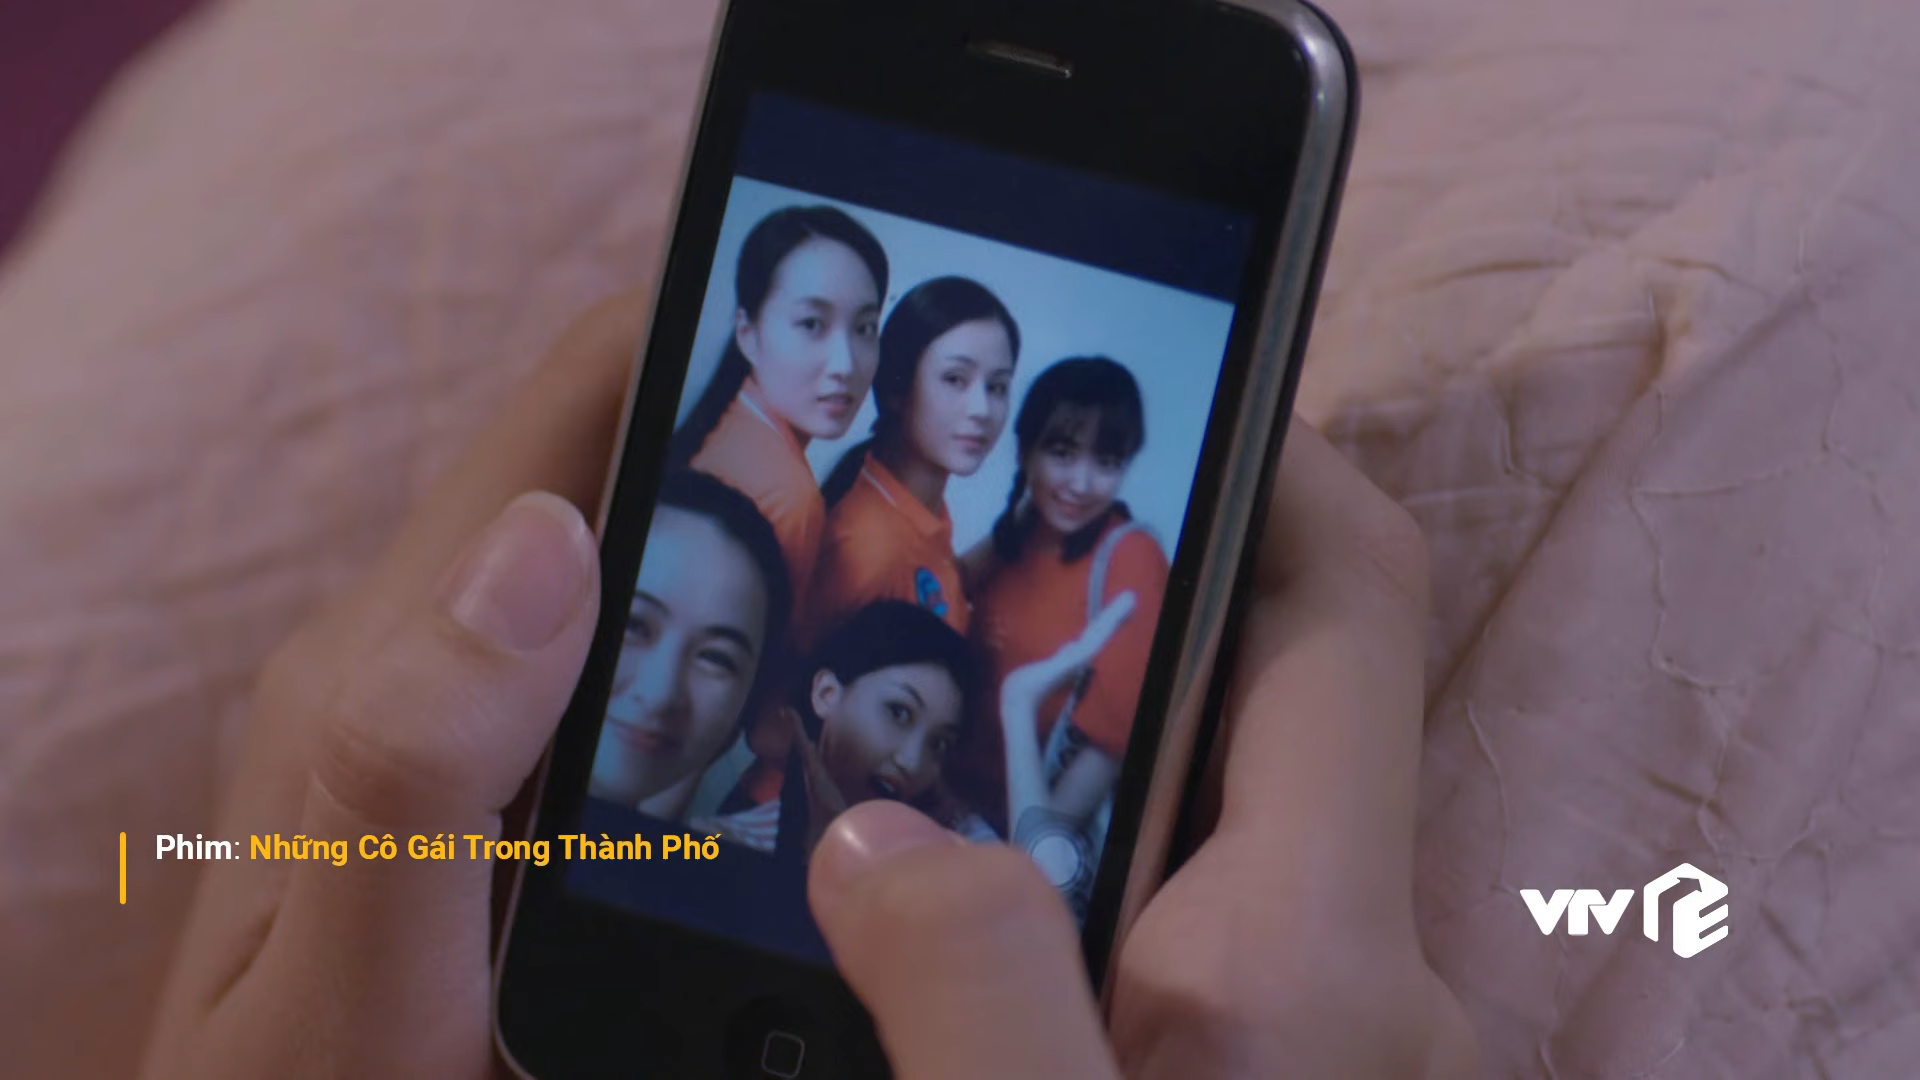 Phim: Những Cô Gái Trong Thành Phố
VTV